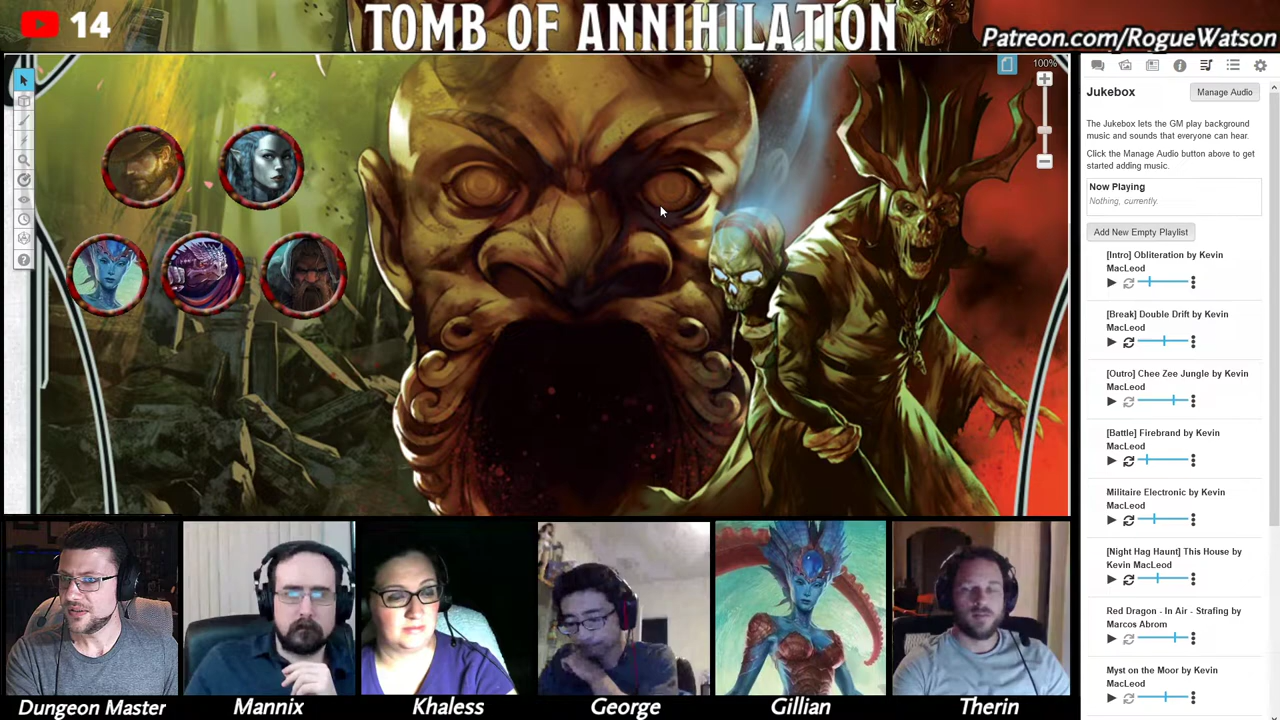 14
TOMB OF ANNIHILATION
Patreon.com/RogueWatson
100%
Jukebox
Manage Audio
The Jukebox lets the GM play background
music and sounds that everyone can hear.
Click the Manage Audio button above to get
started adding music.
Now Playing
Nothing, currently.
Add New Empty Playlist
[Intro] Obliteration by Kevin
MacLeod
[Break] Double Drift by Kevin
MacLeod
[Outro] Chee Zee Jungle by Kevin
MacLeod
[Battle] Firebrand by Kevin
MacLeod
Militaire Electronic by Kevin
MacLeod
[Night Hag Haunt] This House by
Kevin MacLeod
Red Dragon - In Air - Strafing by
Marcos Abrom
Myst on the Moor by Kevin
MacLeod
Dungeon Master
Mannix
Khaless
George
Gillian
Therin